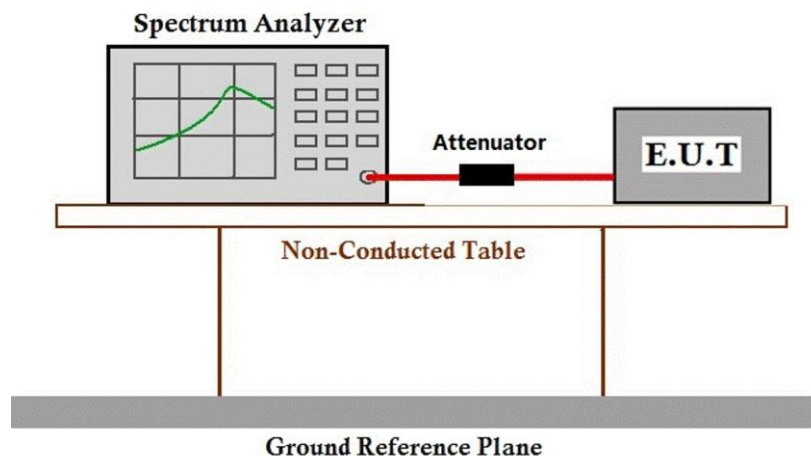 Spectrum Analyzer
Attenuator
E.U.T
Non-Conducted Table
Ground Reference Plane